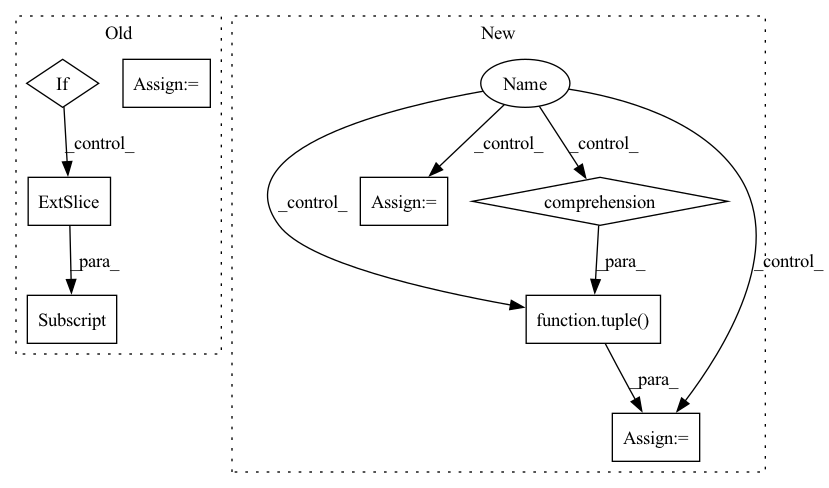 Old
New
If
Assign:=
Name
_control_
_control_
_control_
ExtSlice
Assign:=
comprehension
_control_
_control_
_para_
_para_
Subscript
function.tuple()
_para_
Assign:=